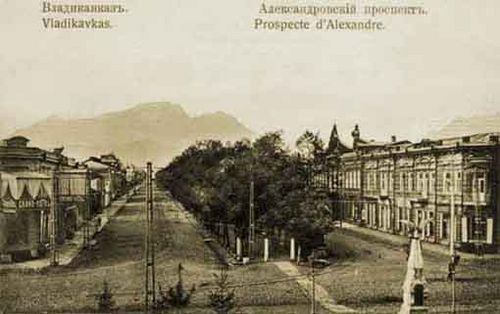 Владикавказъ.
Vladikavkas.
Александровскій проспектъ.
Prospecte d'Alexandre.